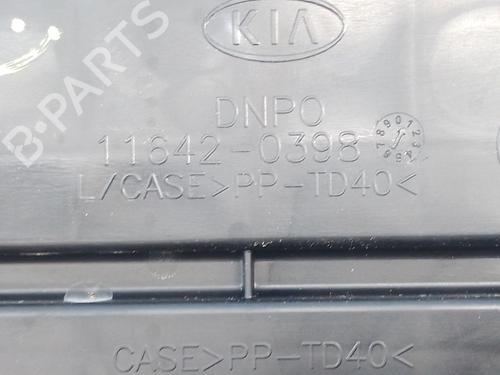 KIA
DNPO
11642-0398
L/CASE>PP-TD40<
CASE>PP-TD40<
B-PARTS